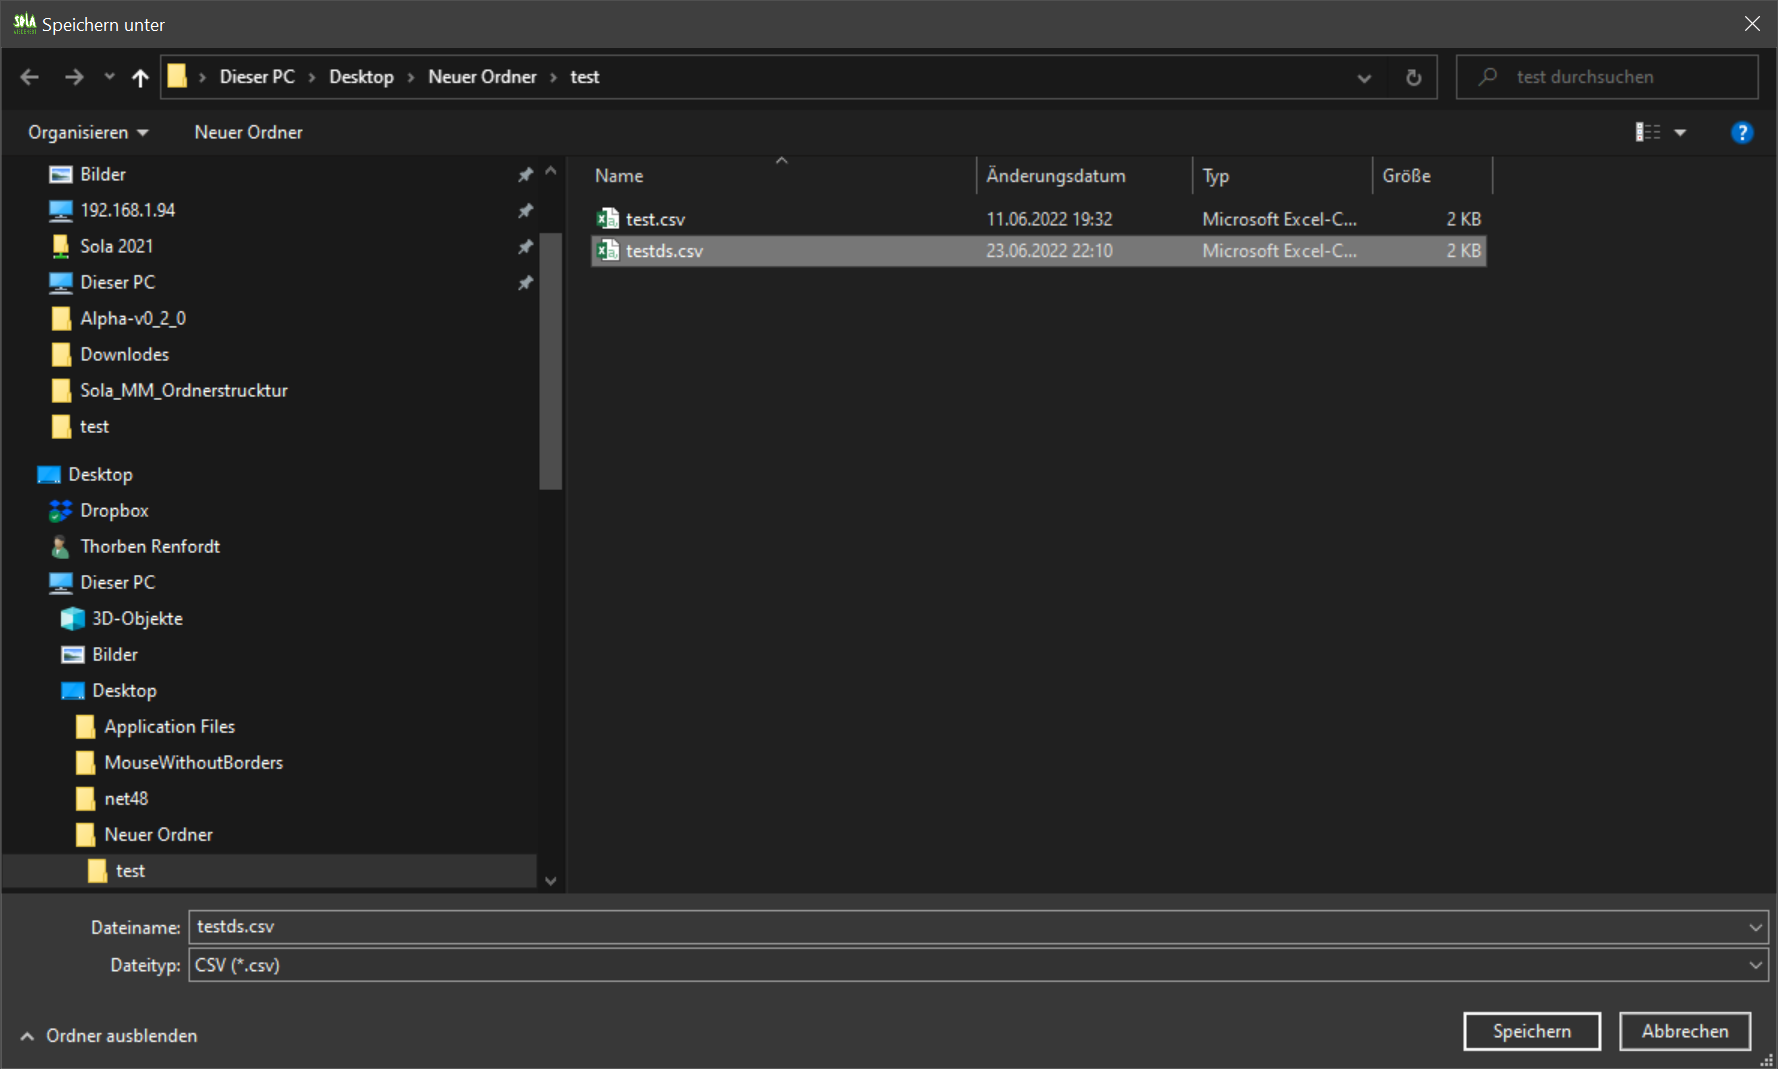 SOLA
Speichern unter
Dieser PC > Desktop > Neuer Ordner > test
test durchsuchen
Organisieren
Neuer Ordner
?
Bilder
192.168.1.94
Sola 2021
Dieser PC
Alpha-v0_2_0
Downlodes
Sola_MM_Ordnerstrucktur
test
Desktop
Dropbox
Thorben Renfordt
Dieser PC
3D-Objekte
Bilder
Desktop
Application Files
MouseWithoutBorders
net48
Neuer Ordner
test
Name Änderungsdatum Typ Größe
test.csv 11.06.2022 19:32 Microsoft Excel-C... 2 KB
testds.csv 23.06.2022 22:10 Microsoft Excel-C... 2 KB
Dateiname: testds.csv
Dateityp: CSV (*.csv)
Ordner ausblenden
Speichern
Abbrechen